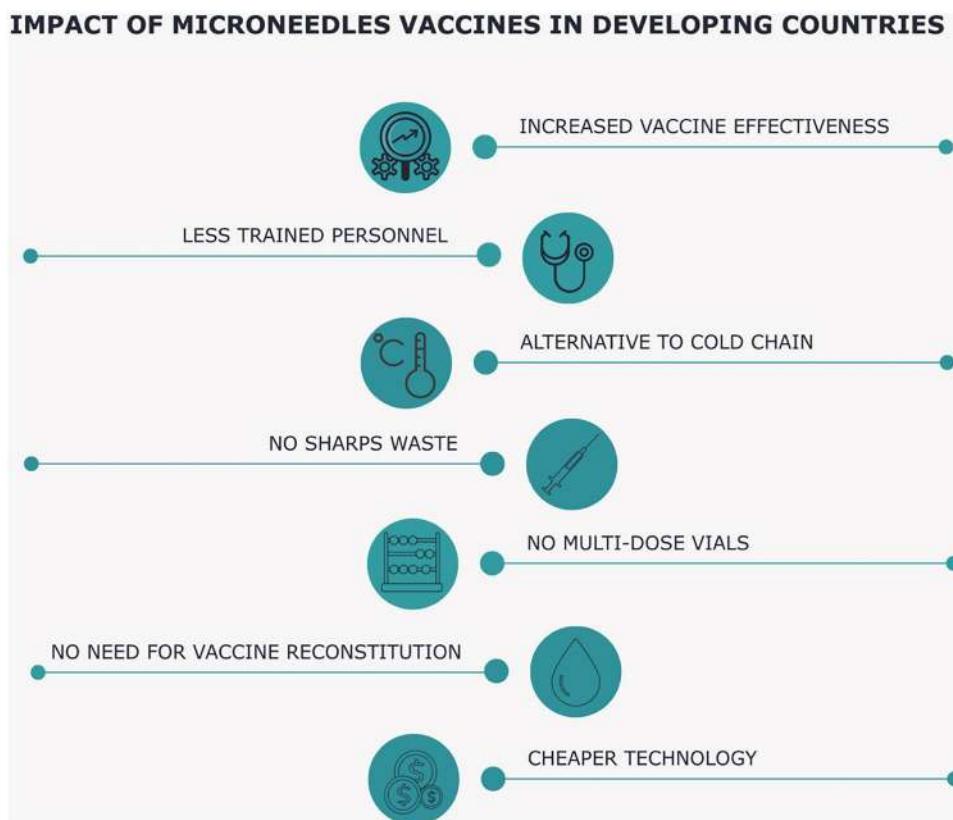 IMPACT OF MICRONEEDLES VACCINES IN DEVELOPING COUNTRIES
INCREASED VACCINE EFFECTIVENESS
LESS TRAINED PERSONNEL
°C
ALTERNATIVE TO COLD CHAIN
NO SHARPS WASTE
NO MULTI-DOSE VIALS
NO NEED FOR VACCINE RECONSTITUTION
$
$
$
CHEAPER TECHNOLOGY